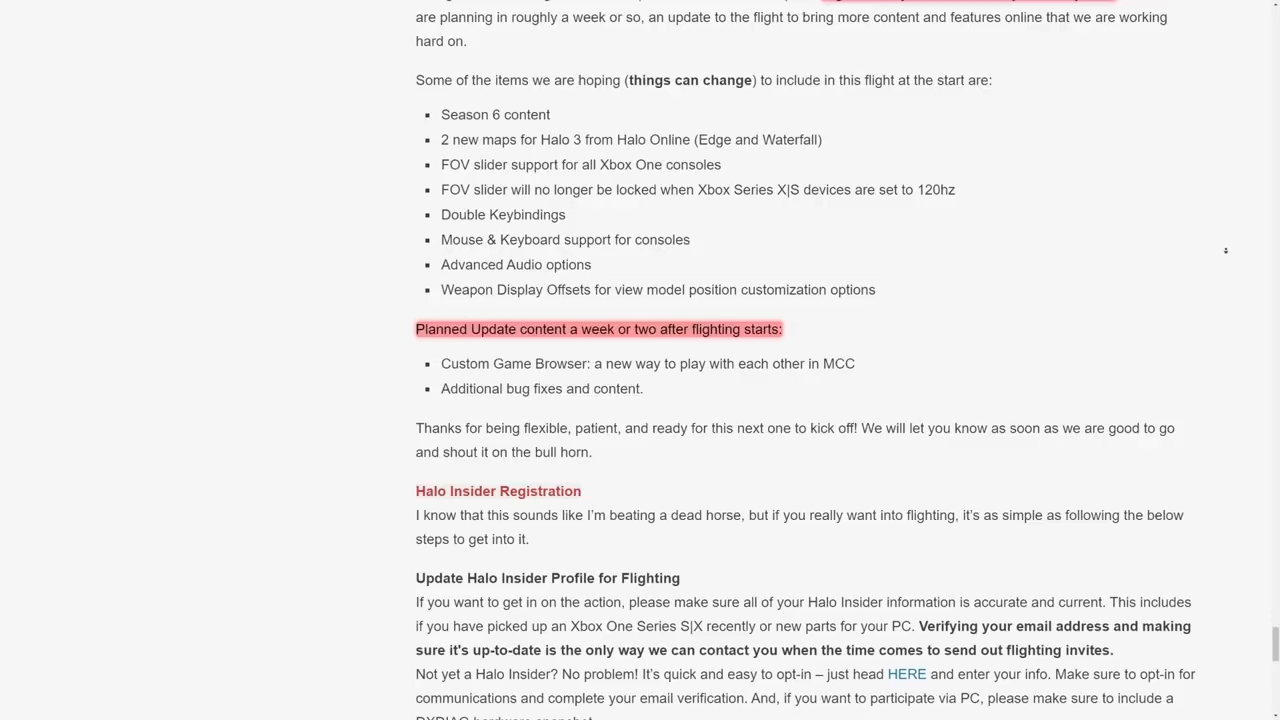 are planning in roughly a week or so, an update to the flight to bring more content and features online that we are working
hard on.
Some of the items we are hoping (things can change) to include in this flight at the start are:
▪ Season 6 content
▪ 2 new maps for Halo 3 from Halo Online (Edge and Waterfall)
▪ FOV slider support for all Xbox One consoles
▪ FOV slider will no longer be locked when Xbox Series X|S devices are set to 120hz
▪ Double Keybindings
▪ Mouse & Keyboard support for consoles
▪ Advanced Audio options
▪ Weapon Display Offsets for view model position customization options
Planned Update content a week or two after flighting starts:
▪ Custom Game Browser: a new way to play with each other in MCC
▪ Additional bug fixes and content.
Thanks for being flexible, patient, and ready for this next one to kick off! We will let you know as soon as we are good to go
and shout it on the bull horn.
Halo Insider Registration
I know that this sounds like I’m beating a dead horse, but if you really want into flighting, it’s as simple as following the below
steps to get into it.
Update Halo Insider Profile for Flighting
If you want to get in on the action, please make sure all of your Halo Insider information is accurate and current. This includes
if you have picked up an Xbox One Series S|X recently or new parts for your PC. Verifying your email address and making
sure it's up-to-date is the only way we can contact you when the time comes to send out flighting invites.
Not yet a Halo Insider? No problem! It’s quick and easy to opt-in – just head HERE and enter your info. Make sure to opt-in for
communications and complete your email verification. And, if you want to participate via PC, please make sure to include a
DXDIAG hardware snapshot